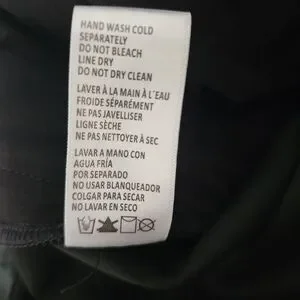 HAND WASH COLD
SEPARATELY
DO NOT BLEACH
LINE DRY
DO NOT DRY CLEAN
LAVER À LA MAIN À L'EAU
FROIDE SÉPARÉMENT
NE PAS JAVELLISER
LIGNE SÈCHE
NE PAS NETTOYER À SEC
LAVAR A MANO CON
AGUA FRÍA
POR SEPARADO
NO USAR BLANQUEADOR
COLGAR PARA SECAR
NO LAVAR EN SECO